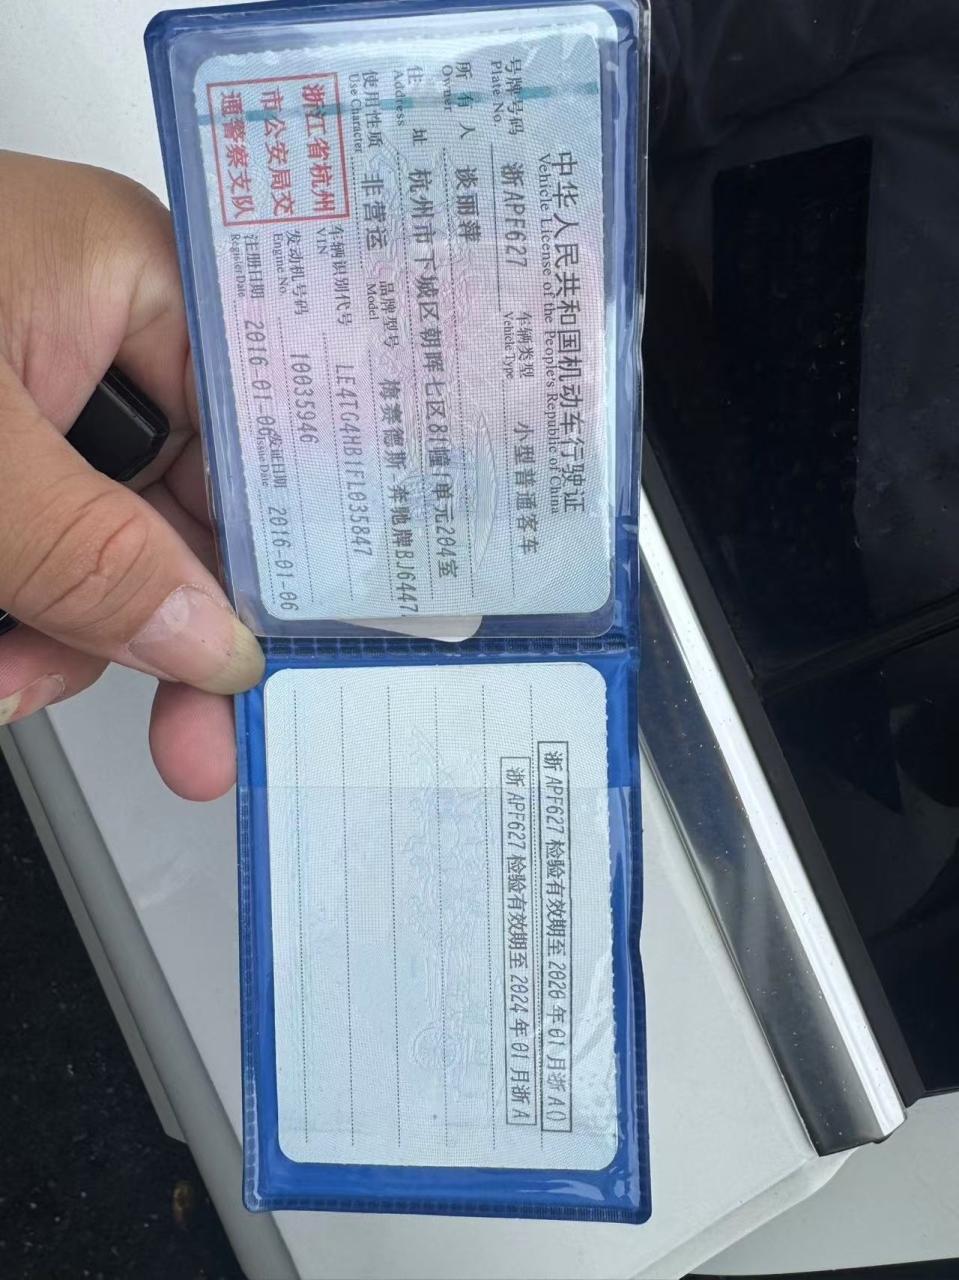 中华人民共和国机动车行驶证
Vehicle License of the People's Republic of China
号牌号码 浙APF627 车辆类型 小型普通客车
Plate No. Vehicle Type
所有人 谈丽萍
Owner
住址 杭州市下城区朝晖七区81幢1单元204室
Address
使用性质 非营运 品牌型号 梅赛德斯-奔驰牌BJ6447
Use Character Model
浙江省杭州
市公安局交
通警察支队
车辆识别代号 LE4TG4HB1FL035847
VIN
发动机号码 10035946
Engine No.
注册日期 2016-01-06 发证日期 2016-01-06
Register Date Issue Date
浙APF627检验有效期至2026年01月浙A()
浙APF627检验有效期至2024年01月浙A